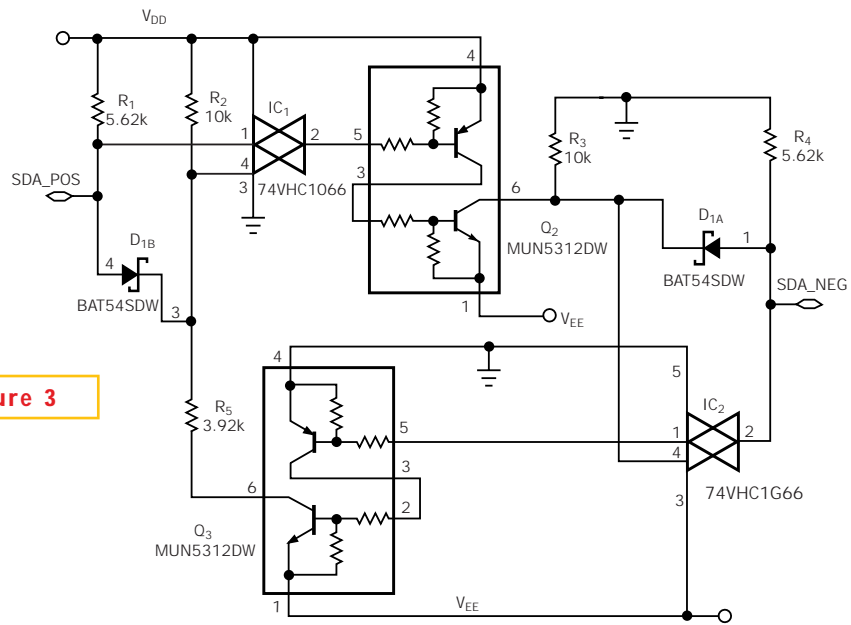 V_DD
R1
5.62k
R2
10k
IC1
1
2
4
3
74VHC1066
SDA_POS
D1B
4
BAT54SDW
3
4
5
3
6
1
Q2
MUN5312DW
VEE
R3
10k
R4
5.62k
D1A
1
BAT54SDW
SDA_NEG
ure 3
R5
3.92k
4
5
3
2
6
1
Q3
MUN5312DW
5
IC2
1
2
4
3
74VHC1G66
VEE